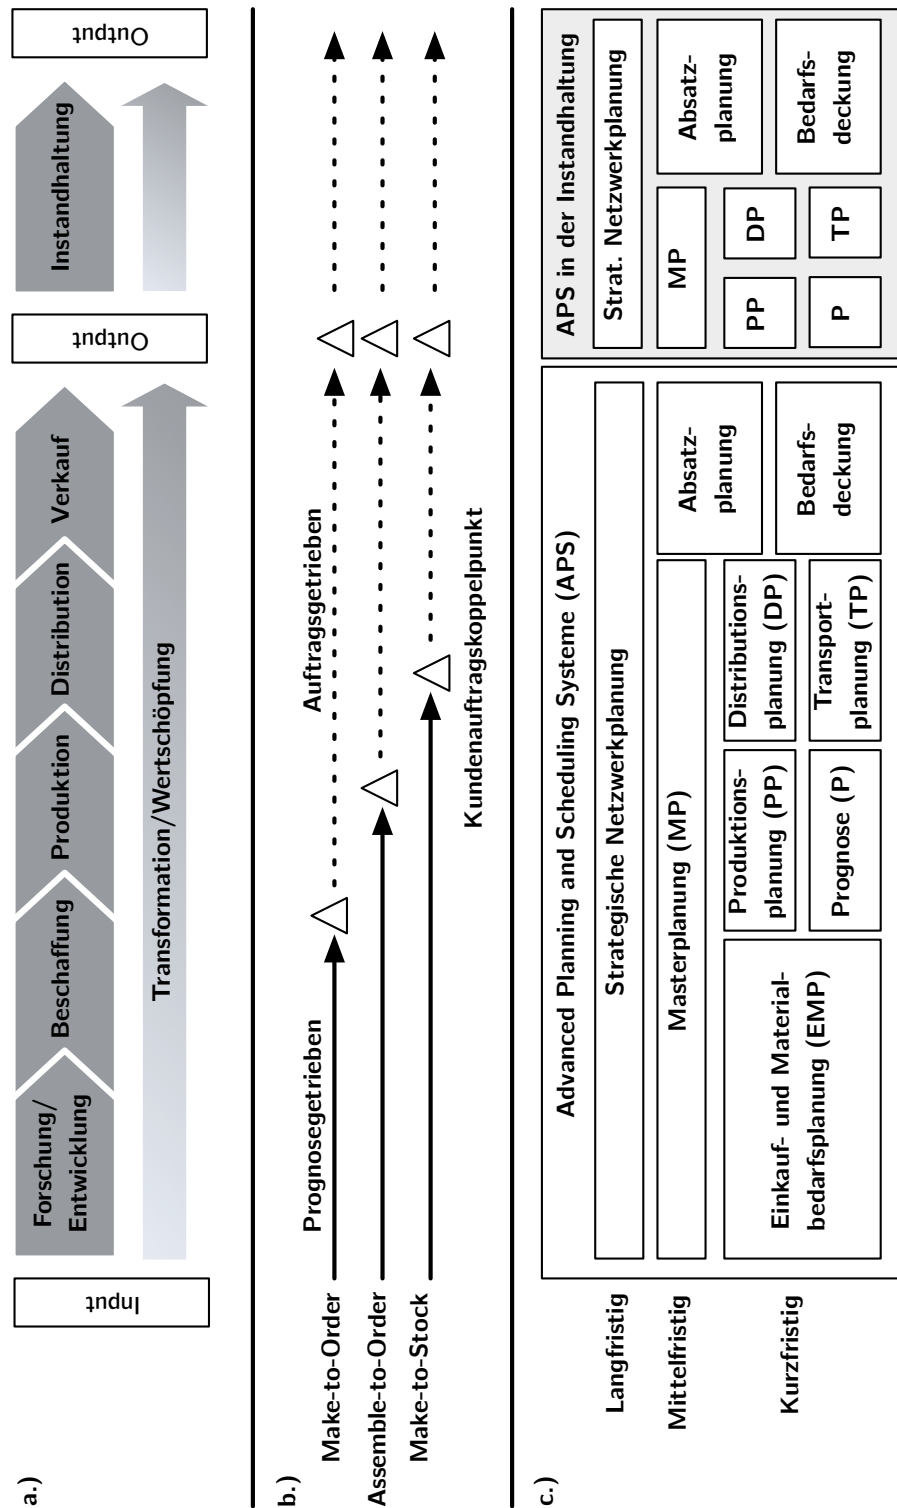 a.)
Input
Forschung/
Entwicklung
Beschaffung
Produktion
Distribution
Verkauf
Output
Instandhaltung
Output
Transformation/Wertschöpfung
b.)
Prognosegetrieben
Auftragsgetrieben
Make-to-Order
Assemble-to-Order
Make-to-Stock
Kundenauftragskoppelpunkt
c.)
Langfristig
Mittelfristig
Kurzfristig
Advanced Planning and Scheduling Systeme (APS)
Strategische Netzwerkplanung
Masterplanung (MP)
Absatz-
planung
Einkauf- und Material-
bedarfsplanung (EMP)
Produktions-
planung (PP)
Distributions-
planung (DP)
Prognose (P)
Transport-
planung (TP)
Bedarfs-
deckung
APS in der Instandhaltung
Strat. Netzwerkplanung
MP
Absatz-
planung
PP
DP
P
TP
Bedarfs-
deckung